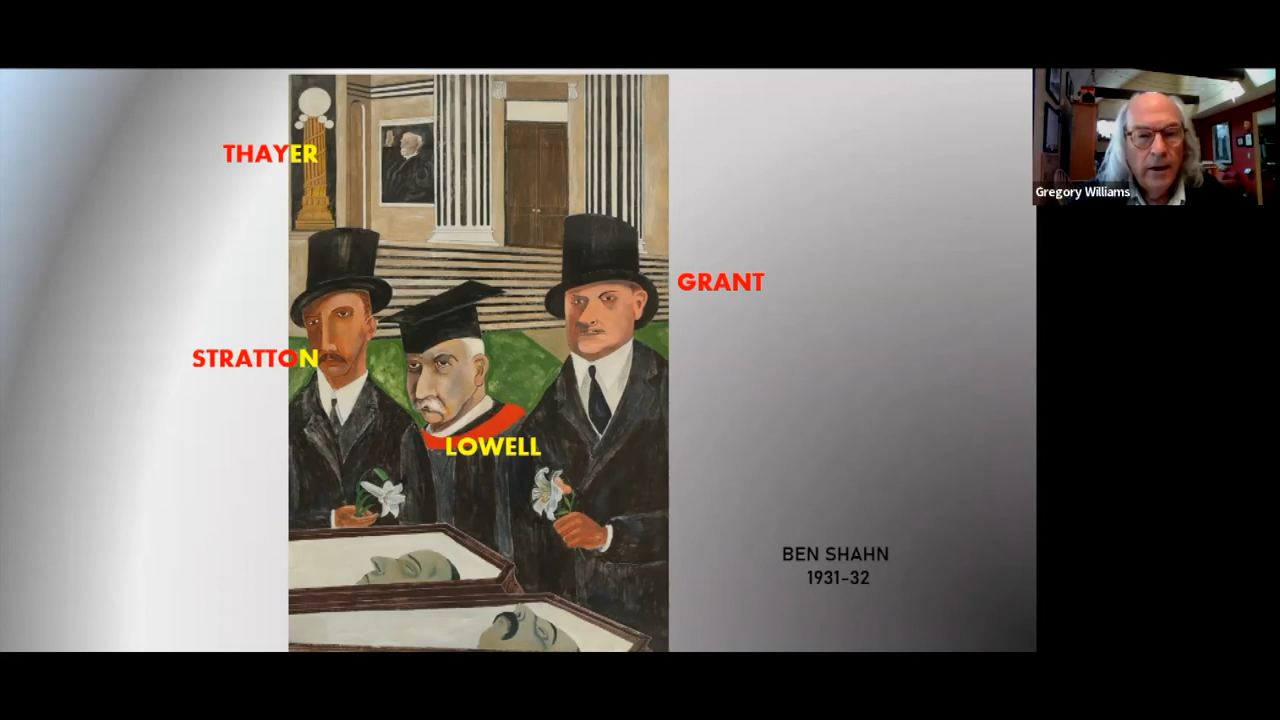 THAYER
Gregory Williams
GRANT
STRATTON
LOWELL
BEN SHAHN
1931-32